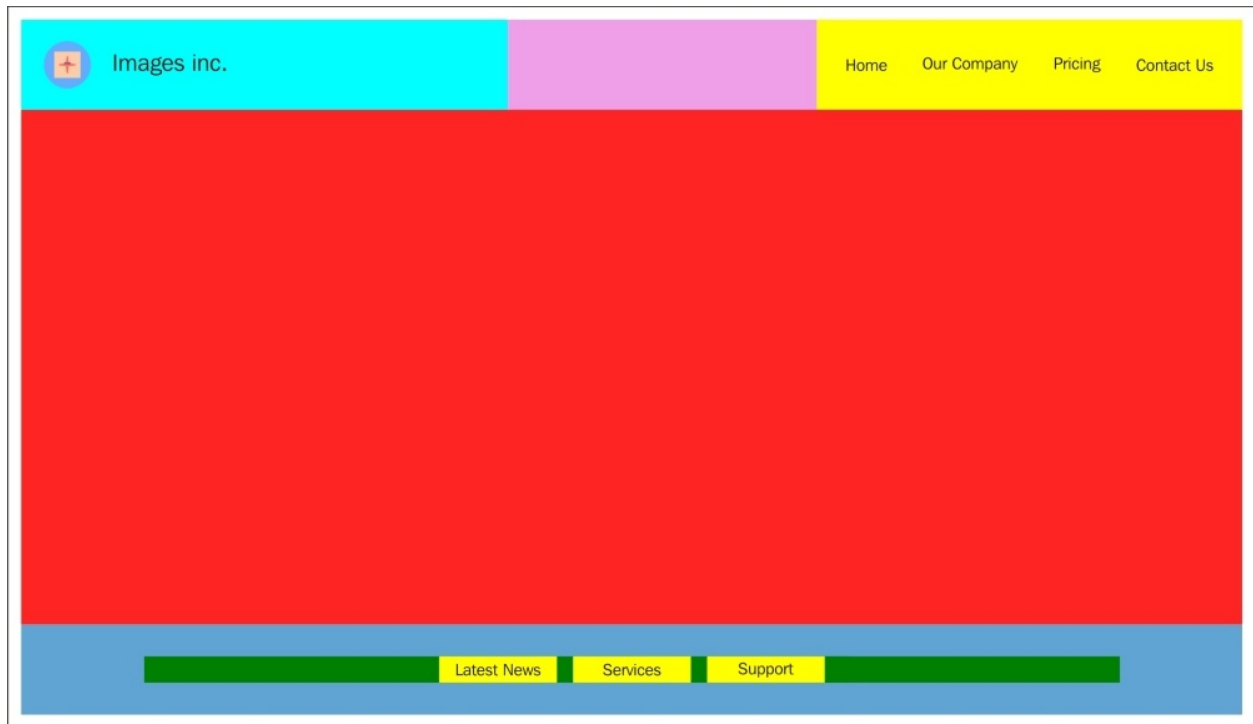 Images inc.
Home Our Company Pricing Contact Us
Latest News Services Support